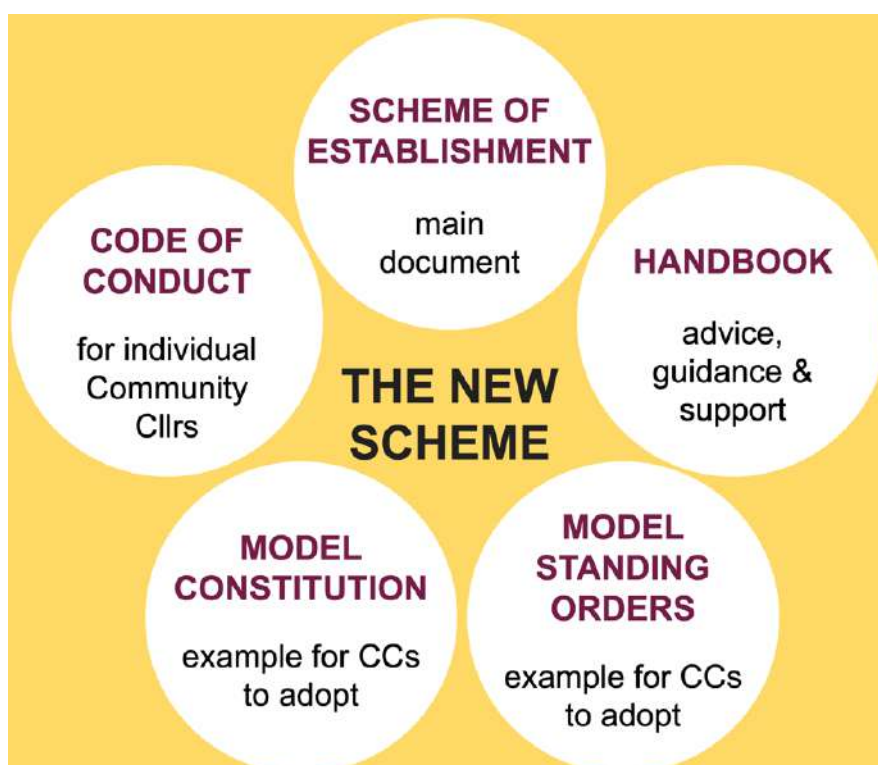 SCHEME OF
ESTABLISHMENT
main
document
CODE OF
CONDUCT
for individual
Community
Cllrs
HANDBOOK
advice,
guidance &
support
THE NEW
SCHEME
MODEL
CONSTITUTION
example for CCs
to adopt
MODEL
STANDING
ORDERS
example for CCs
to adopt